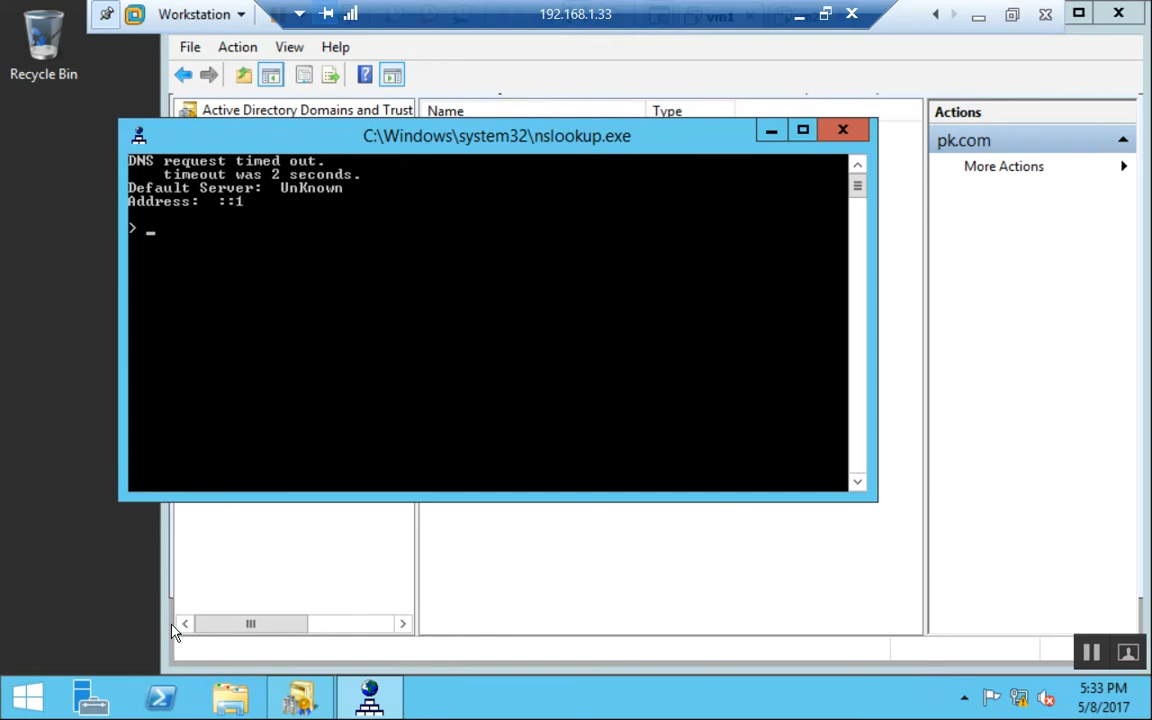 Workstation
192.168.1.33
vm1
Recycle Bin
File Action View Help
Active Directory Domains and Trust
Name Type
Actions
pk.com
More Actions
C:\Windows\system32\nslookup.exe
DNS request timed out.
timeout was 2 seconds.
Default Server: UnKnown
Address: ::1
>
5:33 PM
5/8/2017